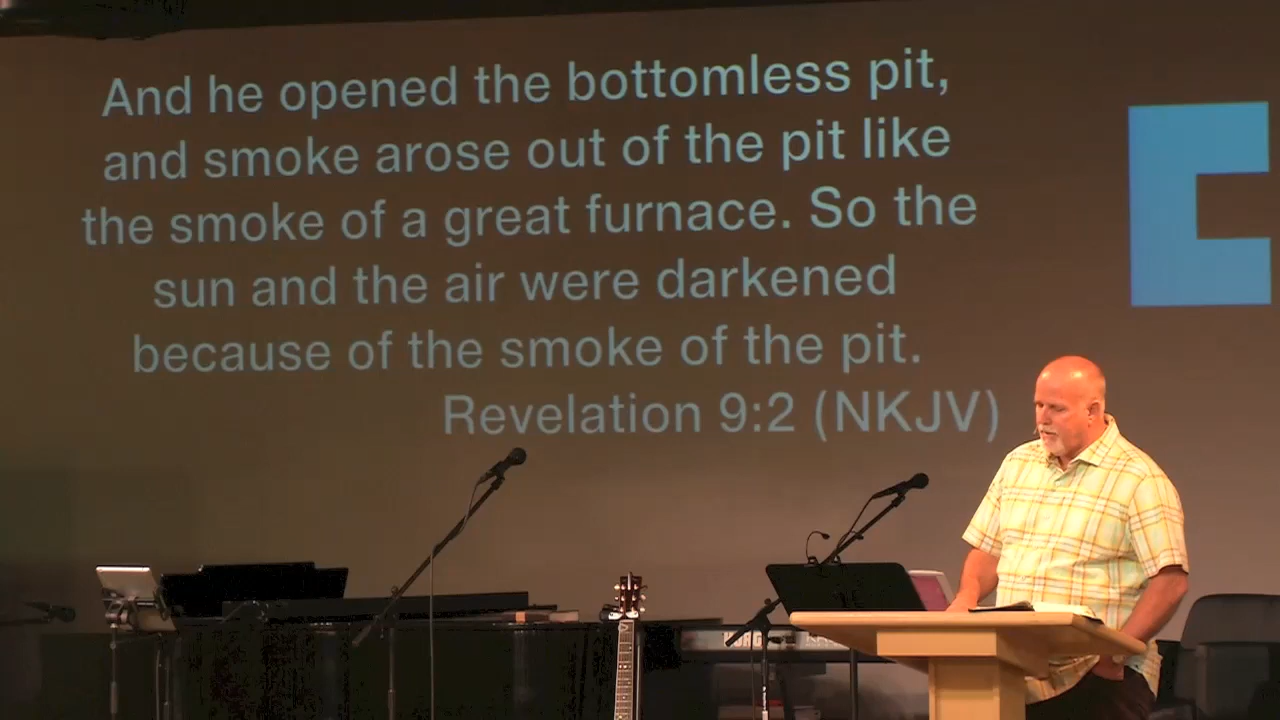 And he opened the bottomless pit,
and smoke arose out of the pit like
the smoke of a great furnace. So the
sun and the air were darkened
because of the smoke of the pit.
Revelation 9:2 (NKJV)